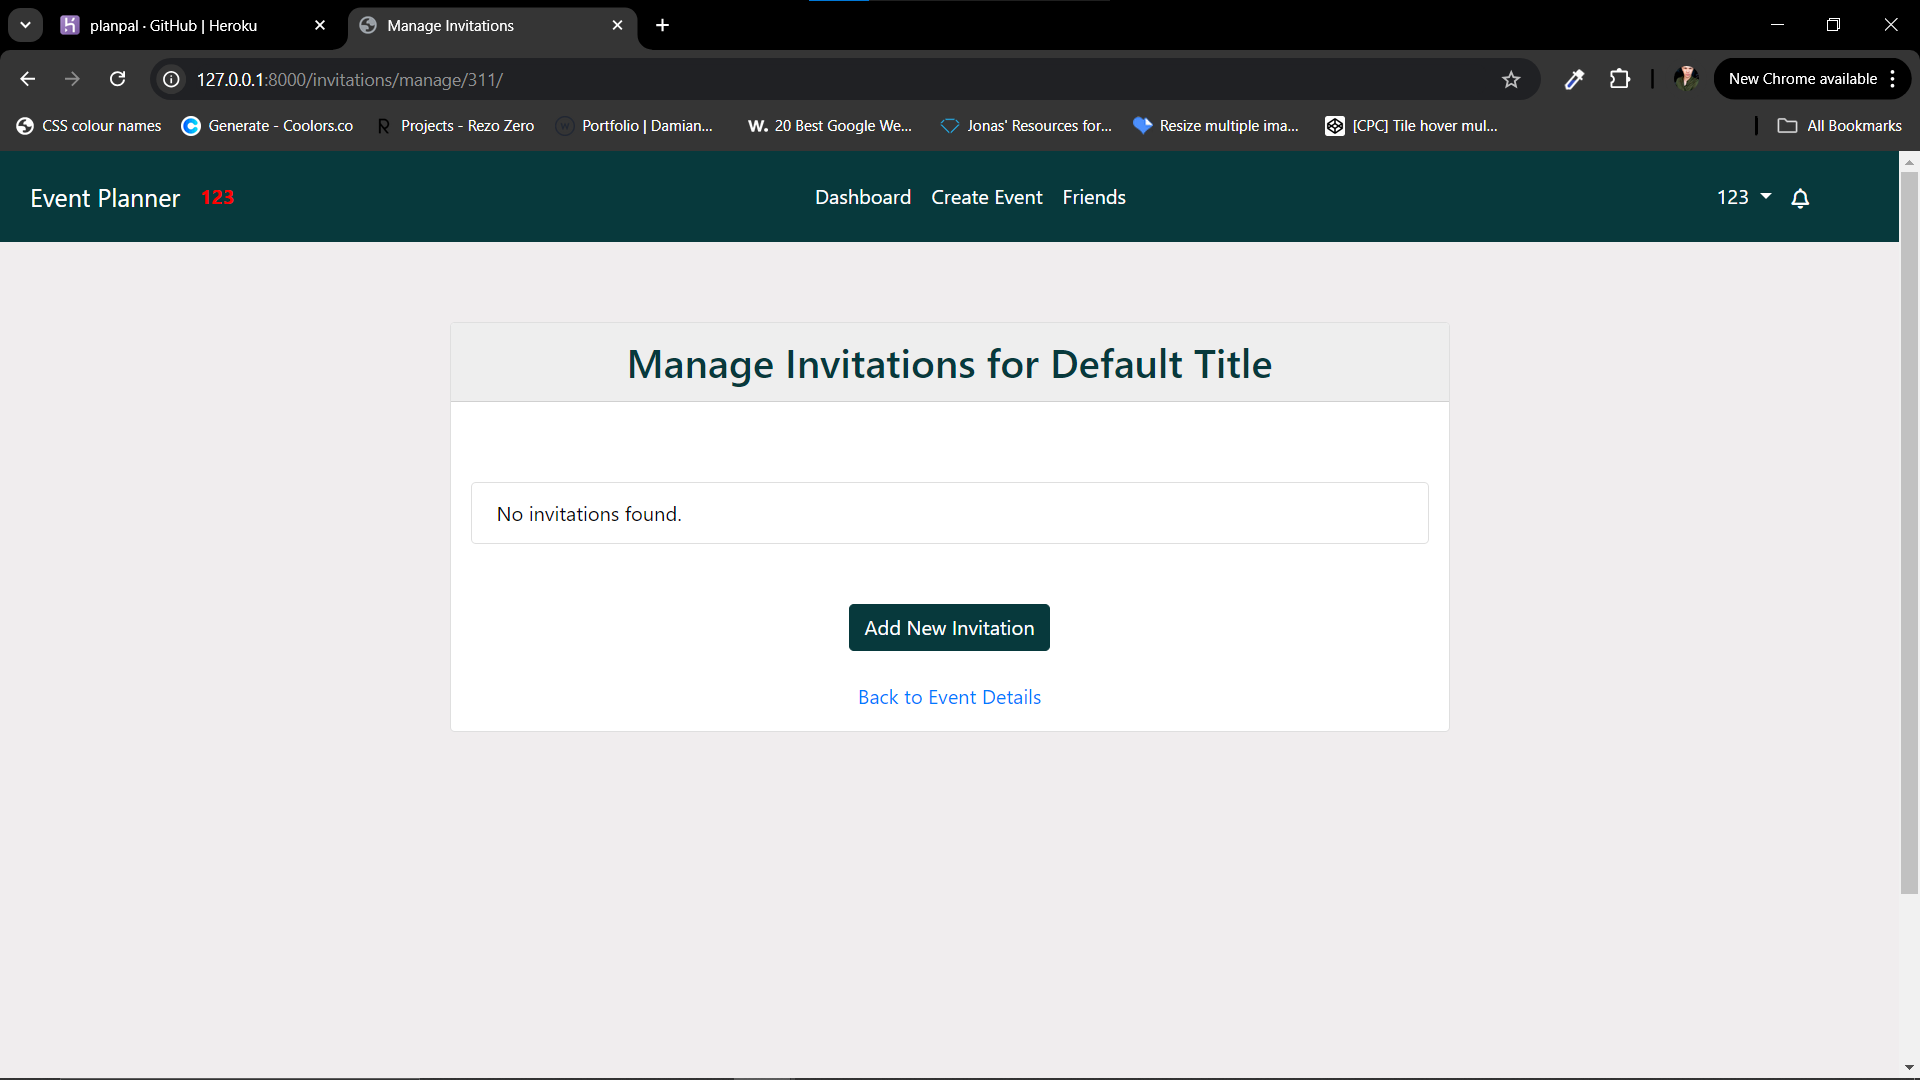 planpal · GitHub | Heroku
Manage Invitations
127.0.0.1:8000/invitations/manage/311/
New Chrome available
CSS colour names
Generate - Coolors.co
Projects - Rezo Zero
Portfolio | Damian...
20 Best Google We...
Jonas' Resources for...
Resize multiple ima...
[CPC] Tile hover mul...
All Bookmarks
Event Planner 123
Dashboard Create Event Friends
123
Manage Invitations for Default Title
No invitations found.
Add New Invitation
Back to Event Details